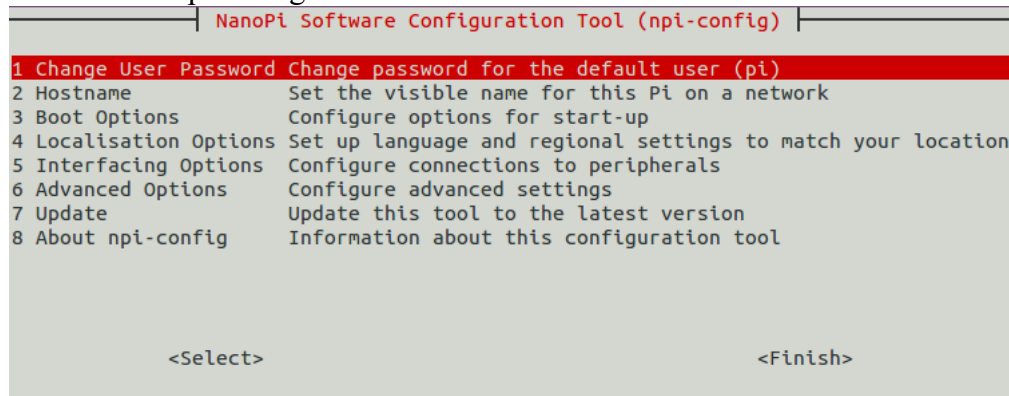 NanoPi Software Configuration Tool (npi-config)
1 Change User Password Change password for the default user (pi)
2 Hostname Set the visible name for this Pi on a network
3 Boot Options Configure options for start-up
4 Localisation Options Set up language and regional settings to match your location
5 Interfacing Options Configure connections to peripherals
6 Advanced Options Configure advanced settings
7 Update Update this tool to the latest version
8 About npi-config Information about this configuration tool
<Select> <Finish>